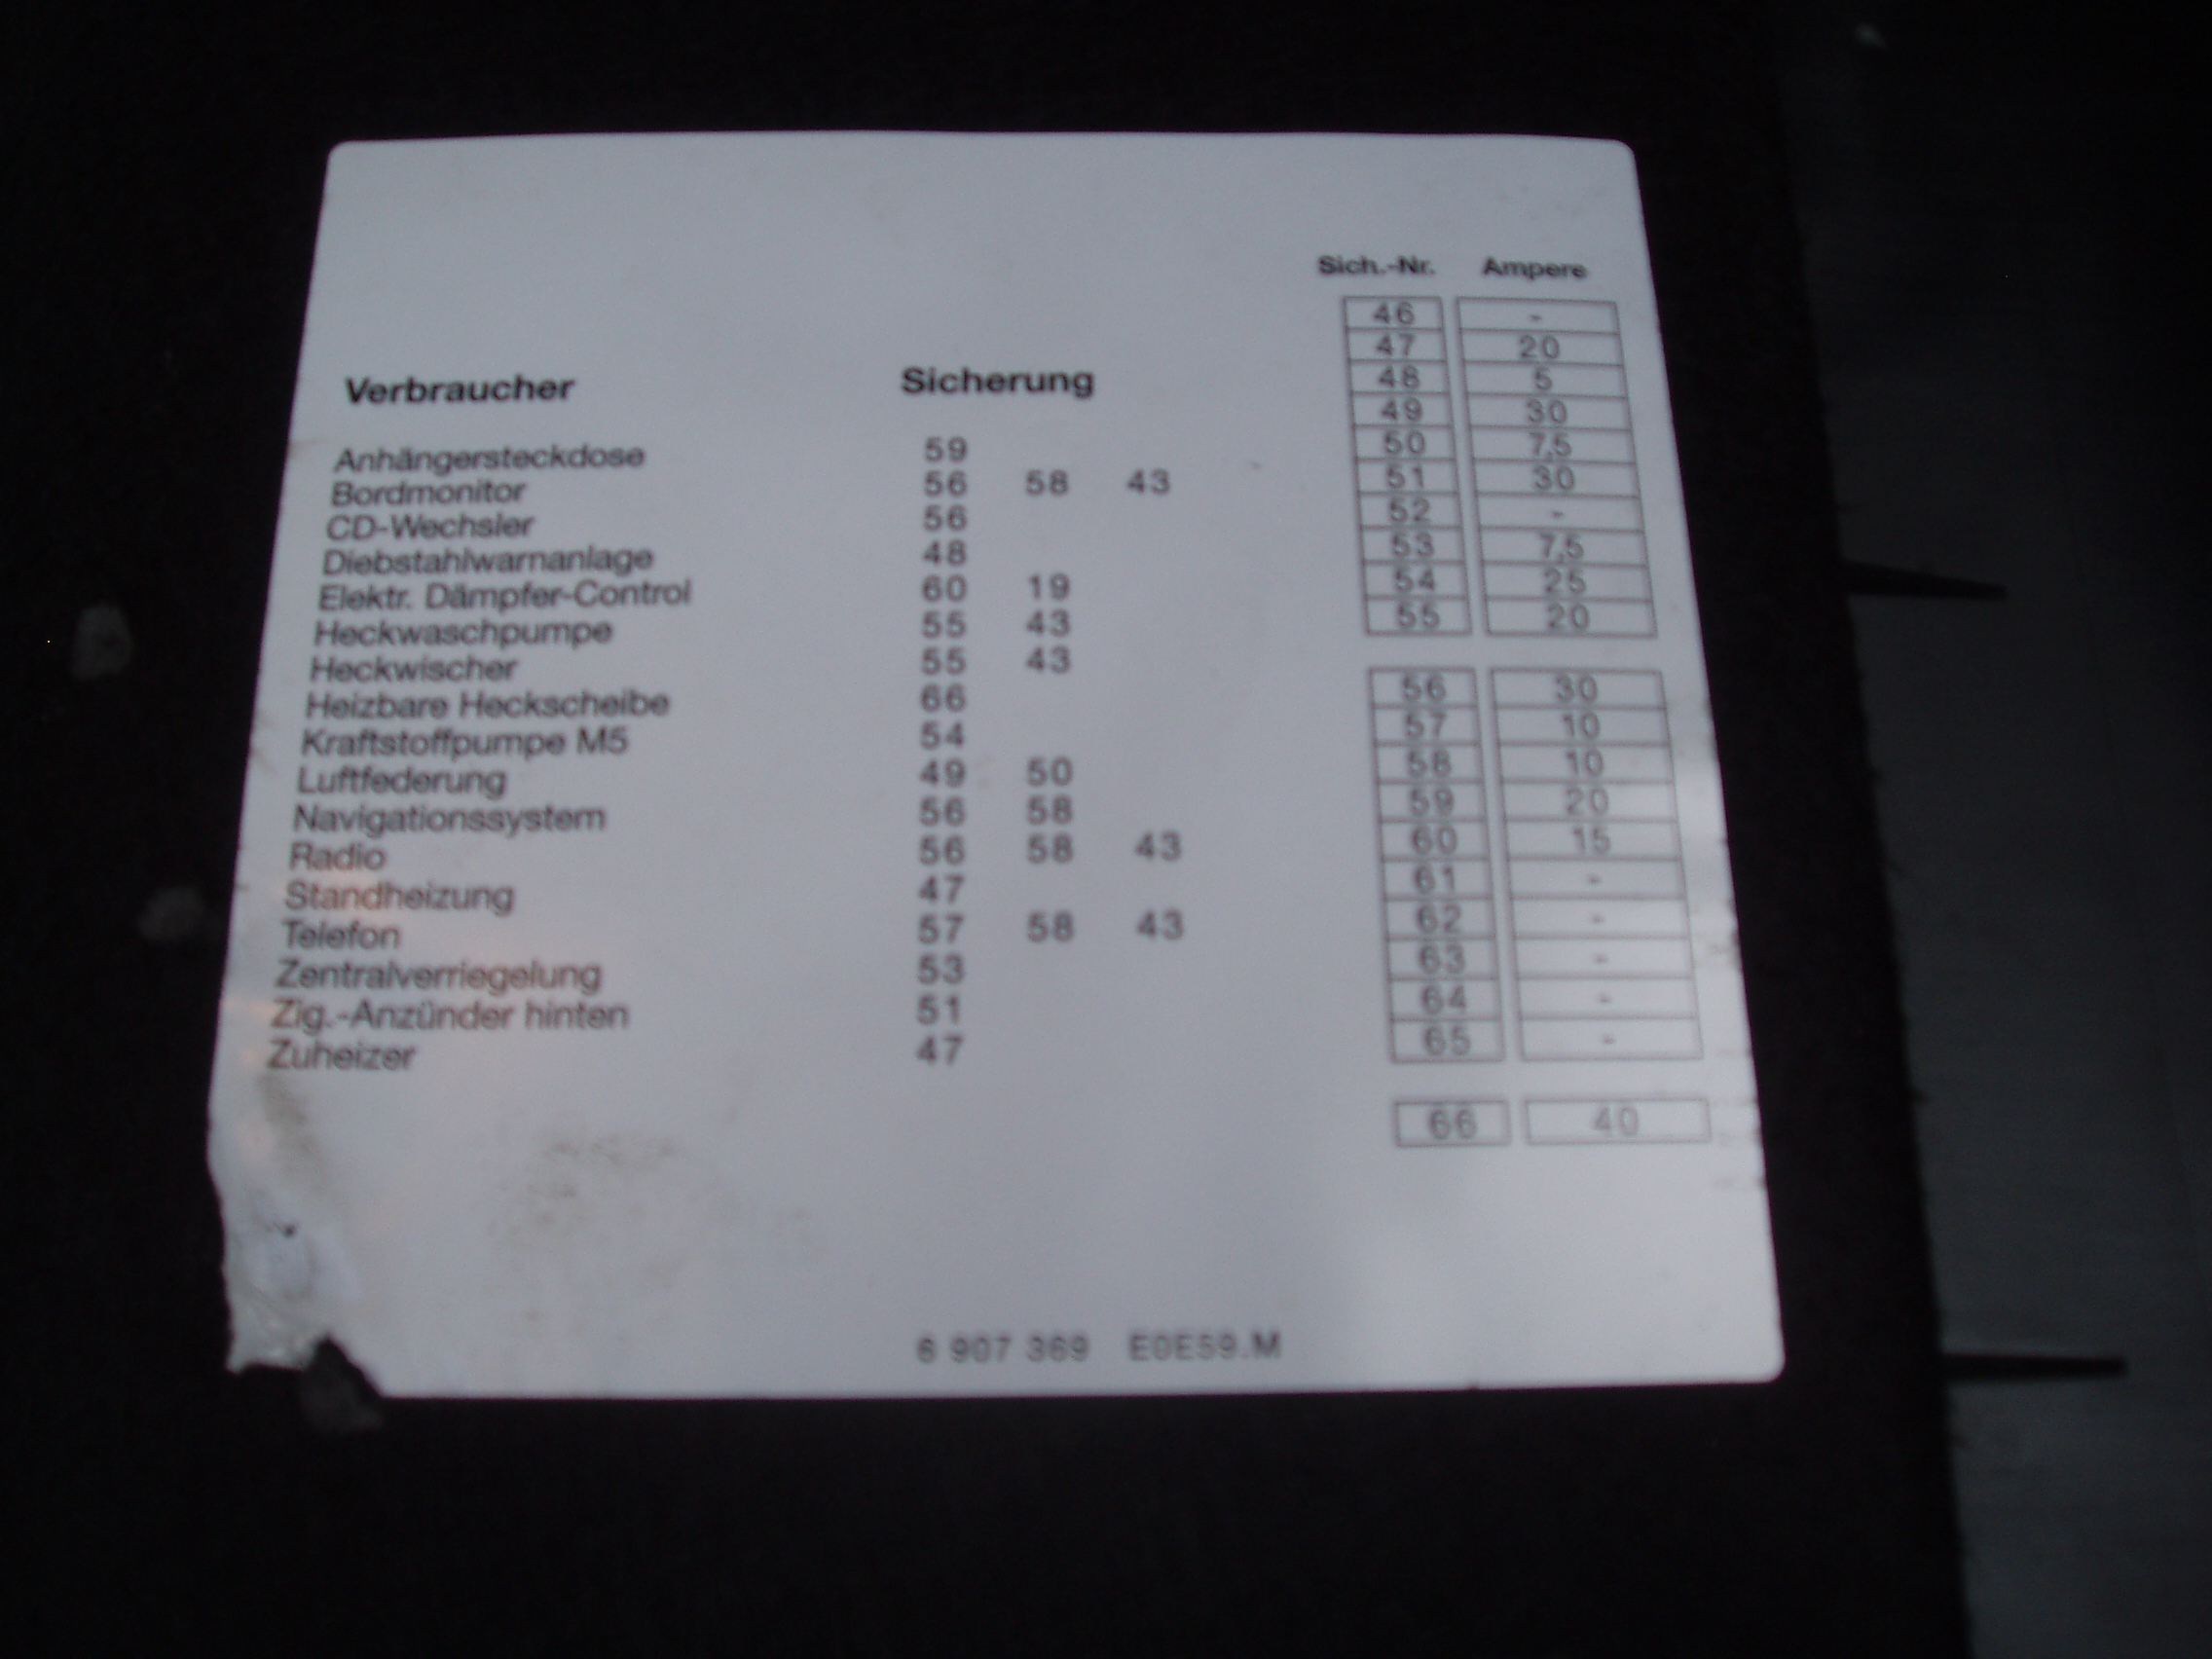 Sich.-Nr. Ampere
46 -
47 20
48 5
49 30
50 7,5
51 30
52 -
53 7,5
54 25
55 20
56 30
57 10
58 10
59 20
60 15
61 -
62 -
63 -
64 -
65 -
66 40
Verbraucher Sicherung
Anhängersteckdose 59
Bordmonitor 56 58 43
CD-Wechsler 56
Diebstahlwarnanlage 48
Elektr. Dämpfer-Control 60 19
Heckwaschpumpe 55 43
Heckwischer 55 43
Heizbare Heckscheibe 66
Kraftstoffpumpe M5 54
Luftfederung 49 50
Navigationssystem 56 58
Radio 56 58 43
Standheizung 47
Telefon 57 58 43
Zentralverriegelung 53
Zig.-Anzünder hinten 51
Zuheizer 47
6 907 369 E0E59.M